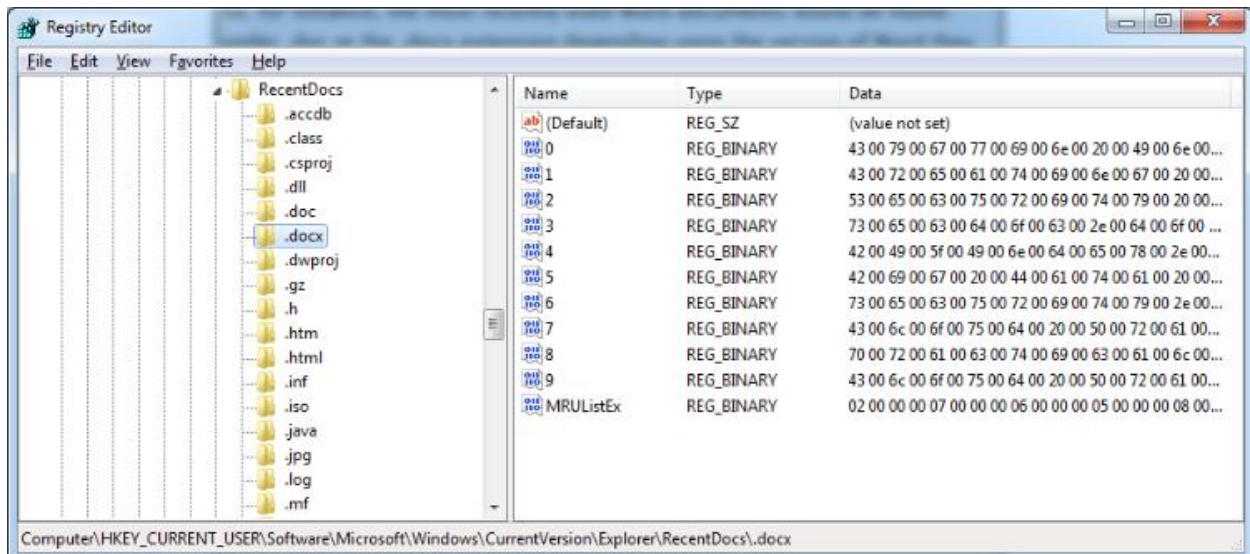 Registry Editor
File Edit View Favorites Help
RecentDocs
.accdb
.class
.csproj
.dll
.doc
.docx
.dwproj
.gz
.h
.htm
.html
.inf
.iso
.java
.jpg
.log
.mf
Name Type Data
(Default) REG_SZ (value not set)
0 REG_BINARY 43 00 79 00 67 00 77 00 69 00 6e 00 20 00 49 00 6e 00...
1 REG_BINARY 43 00 72 00 65 00 61 00 74 00 69 00 6e 00 67 00 20 00...
2 REG_BINARY 53 00 65 00 63 00 75 00 72 00 69 00 74 00 79 00 20 00...
3 REG_BINARY 73 00 65 00 63 00 64 00 6f 00 63 00 2e 00 64 00 6f 00 ...
4 REG_BINARY 42 00 49 00 5f 00 49 00 6e 00 64 00 65 00 78 00 2e 00...
5 REG_BINARY 42 00 69 00 67 00 20 00 44 00 61 00 74 00 61 00 20 00...
6 REG_BINARY 73 00 65 00 63 00 75 00 72 00 69 00 74 00 79 00 2e 00...
7 REG_BINARY 43 00 6c 00 6f 00 75 00 64 00 20 00 50 00 72 00 61 00...
8 REG_BINARY 70 00 72 00 61 00 63 00 74 00 69 00 63 00 61 00 6c 00...
9 REG_BINARY 43 00 6c 00 6f 00 75 00 64 00 20 00 50 00 72 00 61 00...
MRUListEx REG_BINARY 02 00 00 00 07 00 00 00 06 00 00 00 05 00 00 00 08 00...
Computer\HKEY_CURRENT_USER\Software\Microsoft\Windows\CurrentVersion\Explorer\RecentDocs\.docx